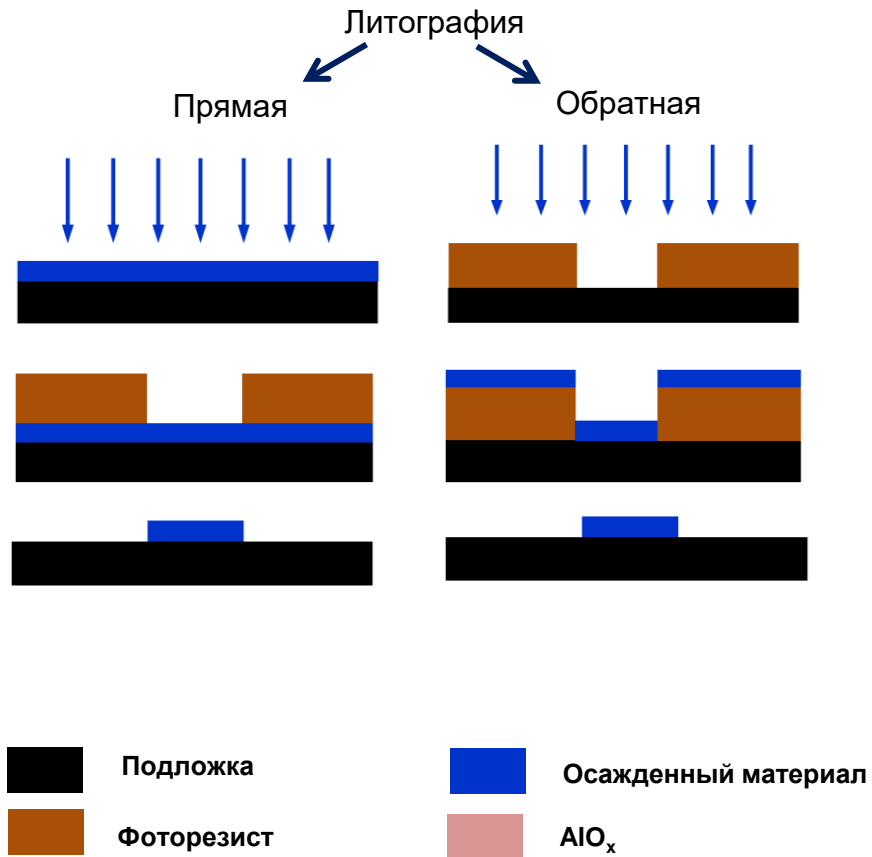 Литография
Прямая
Обратная
Подложка
Осажденный материал
Фоторезист
AlOₓ